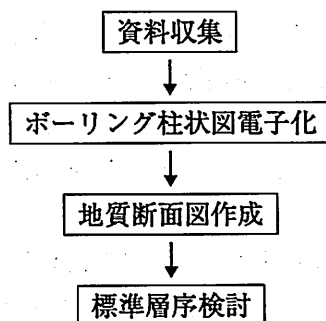 資料収集
ボーリング柱状図電子化
地質断面図作成
標準層序検討